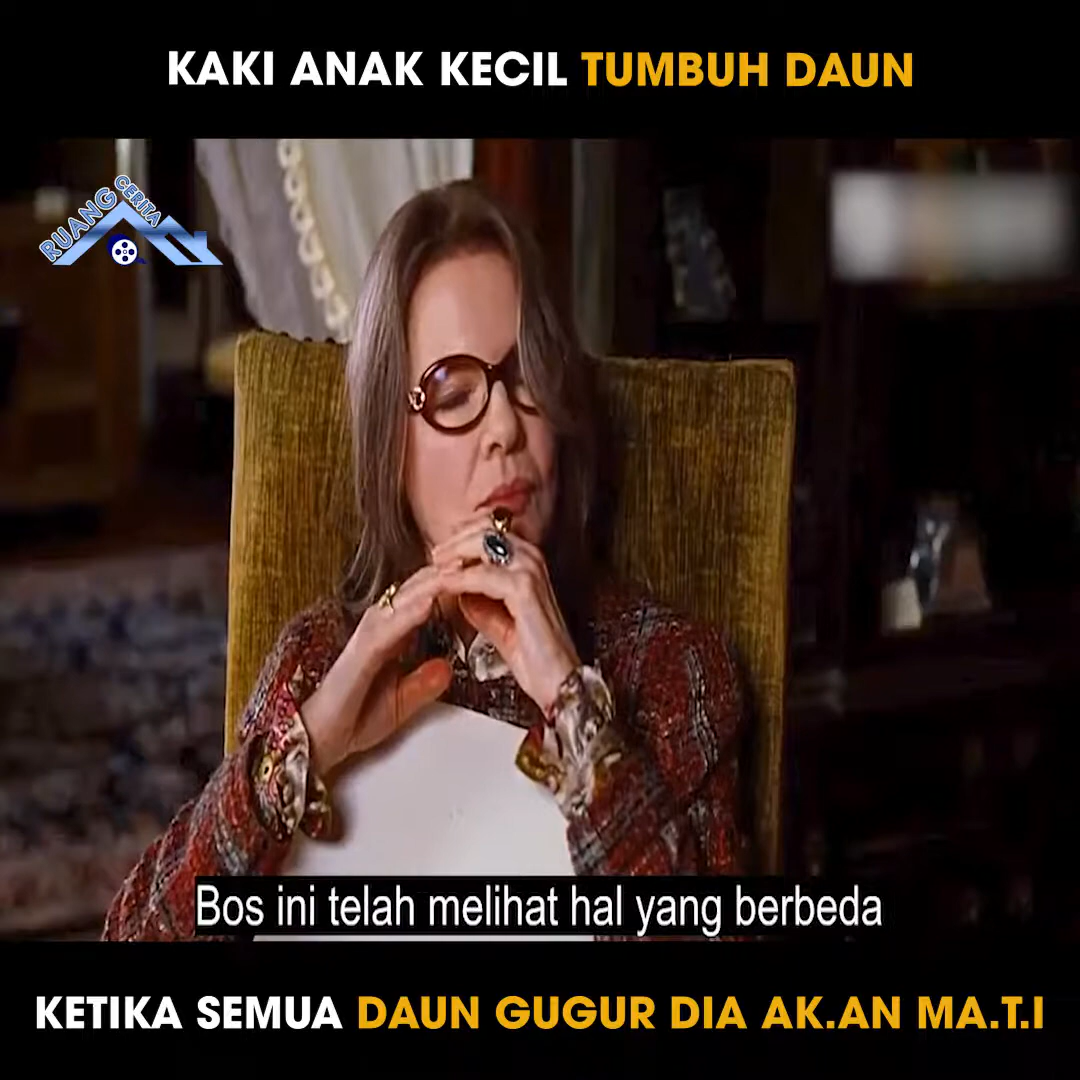 KAKI ANAK KECIL TUMBUH DAUN
RUANG CERITA
Bos ini telah melihat hal yang berbeda
KETIKA SEMUA DAUN GUGUR DIA AK.AN MA.T.I